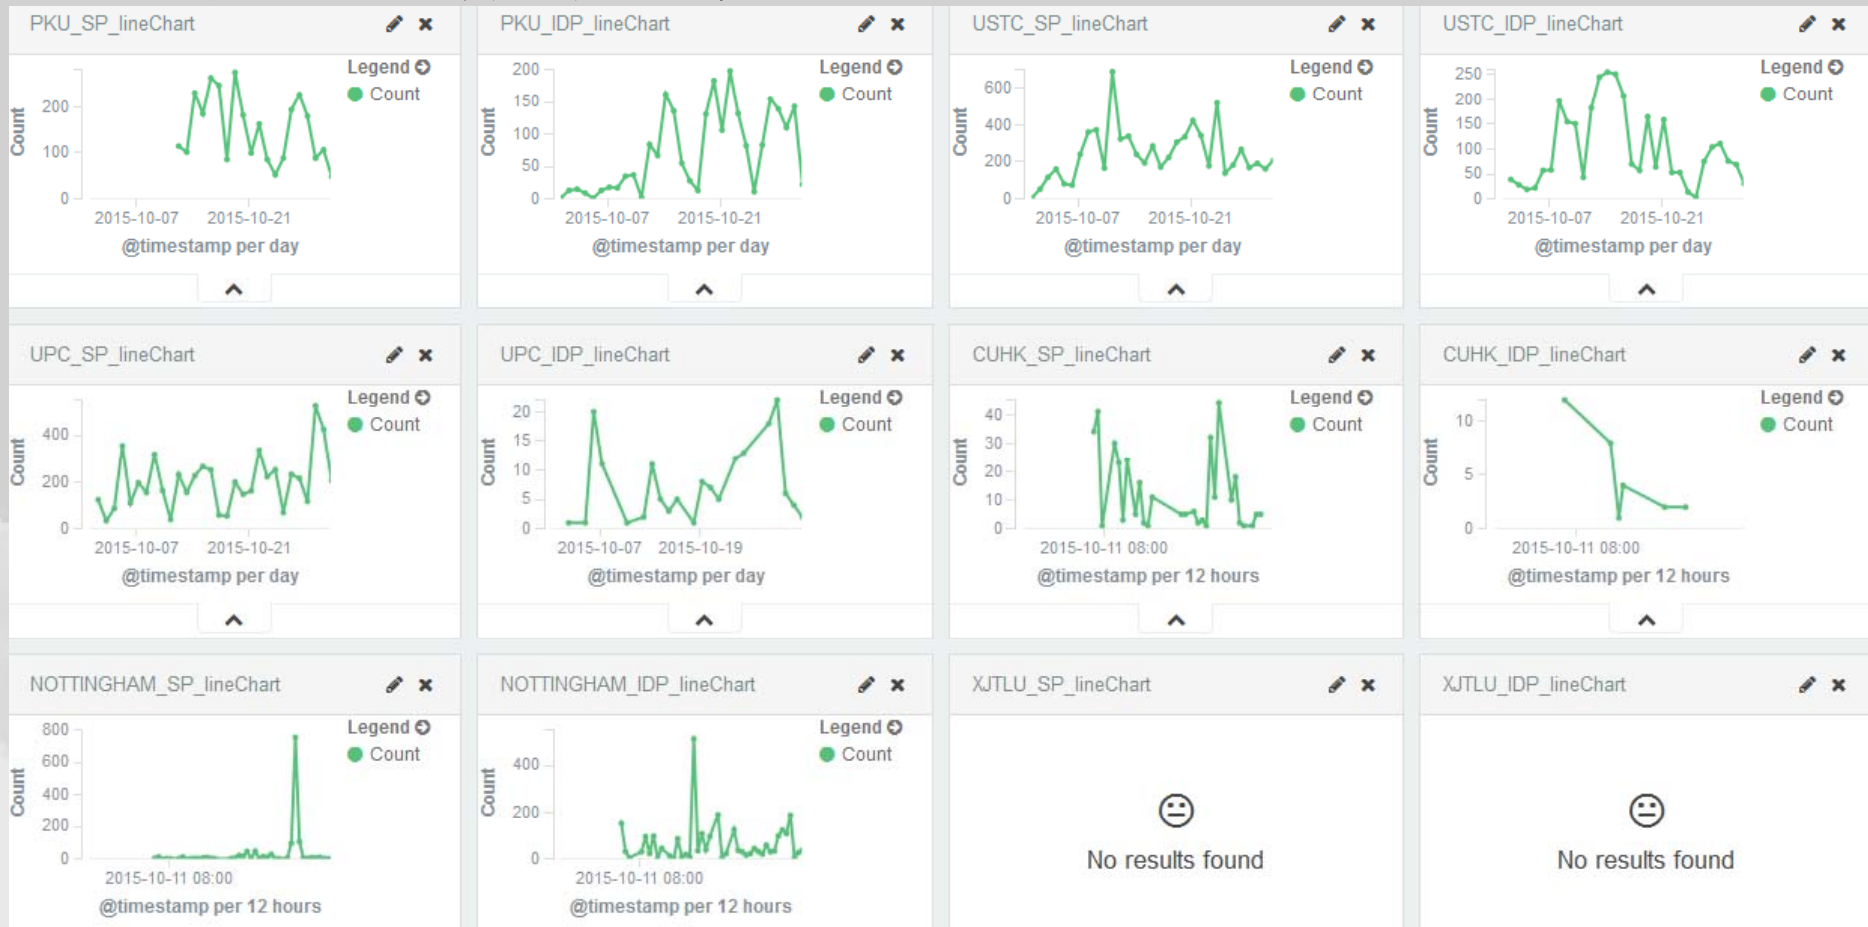 PKU_SP_lineChart
Legend
Count
Count
200
100
0
2015-10-07 2015-10-21
@timestamp per day
PKU_IDP_lineChart
Legend
Count
Count
200
150
100
50
0
2015-10-07 2015-10-21
@timestamp per day
USTC_SP_lineChart
Legend
Count
Count
600
400
200
0
2015-10-07 2015-10-21
@timestamp per day
USTC_IDP_lineChart
Legend
Count
Count
250
200
150
100
50
0
2015-10-07 2015-10-21
@timestamp per day
UPC_SP_lineChart
Legend
Count
Count
400
200
0
2015-10-07 2015-10-21
@timestamp per day
UPC_IDP_lineChart
Legend
Count
Count
20
15
10
5
0
2015-10-07 2015-10-19
@timestamp per day
CUHK_SP_lineChart
Legend
Count
Count
40
30
20
10
0
2015-10-11 08:00
@timestamp per 12 hours
CUHK_IDP_lineChart
Legend
Count
Count
10
5
0
2015-10-11 08:00
@timestamp per 12 hours
NOTTINGHAM_SP_lineChart
Legend
Count
Count
800
600
400
200
0
2015-10-11 08:00
@timestamp per 12 hours
NOTTINGHAM_IDP_lineChart
Legend
Count
Count
400
200
0
2015-10-11 08:00
@timestamp per 12 hours
XJTLU_SP_lineChart
No results found
XJTLU_IDP_lineChart
No results found